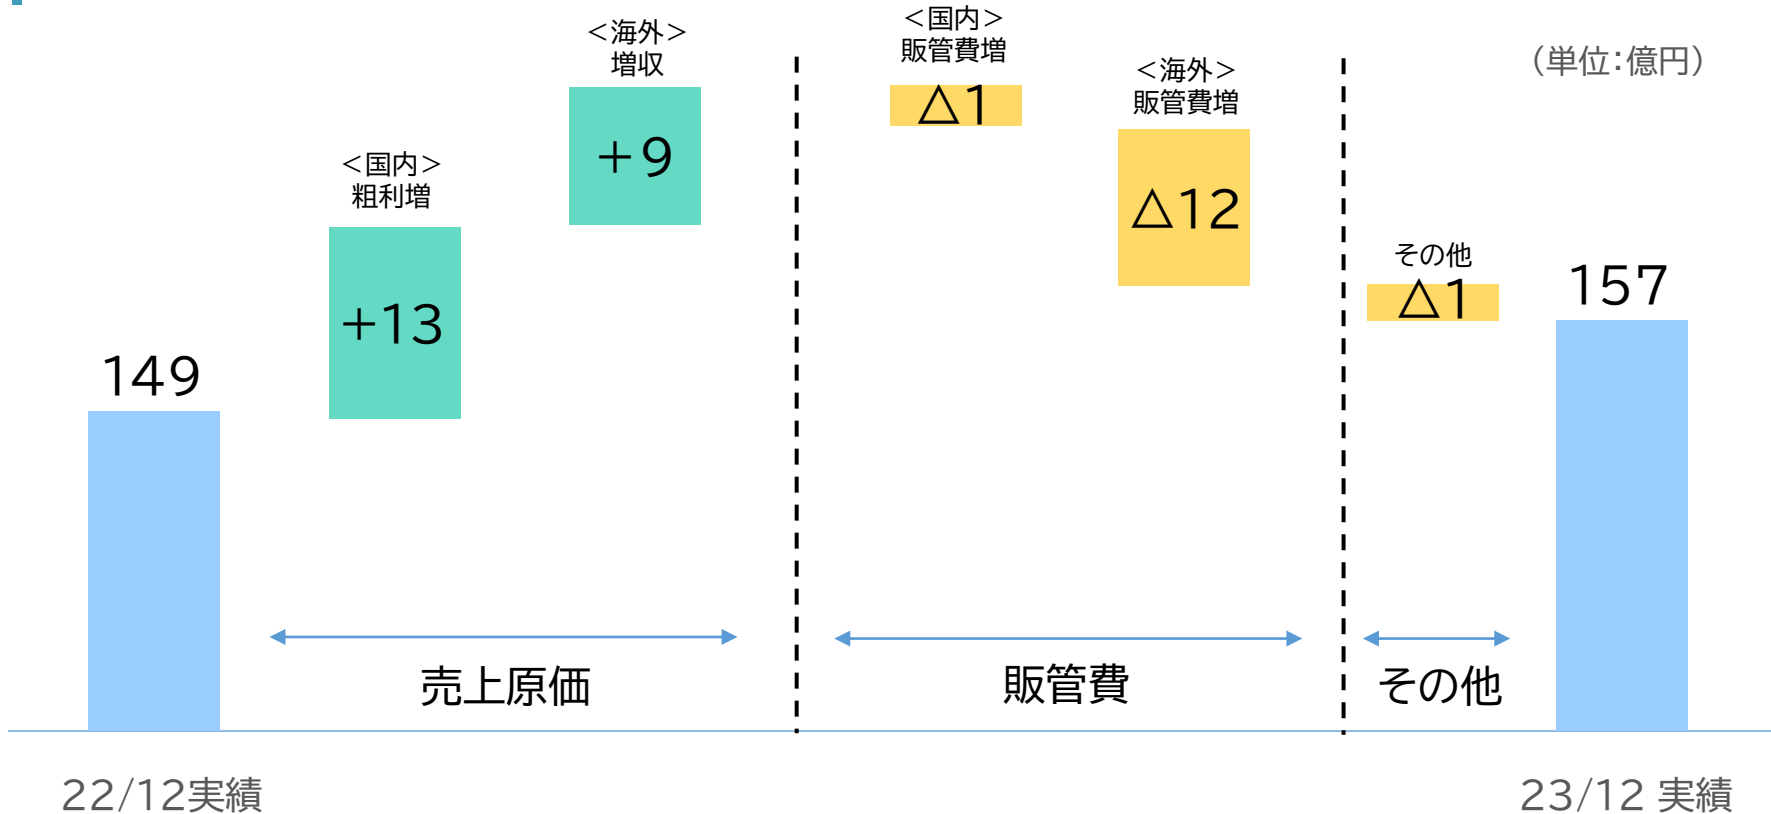 （単位：億円）
149
＜国内＞
粗利増
+13
＜海外＞
増収
＋9
＜国内＞
販管費増
△1
＜海外＞
販管費増
△12
その他
△1
157
売上原価
販管費
その他
22/12実績
23/12 実績